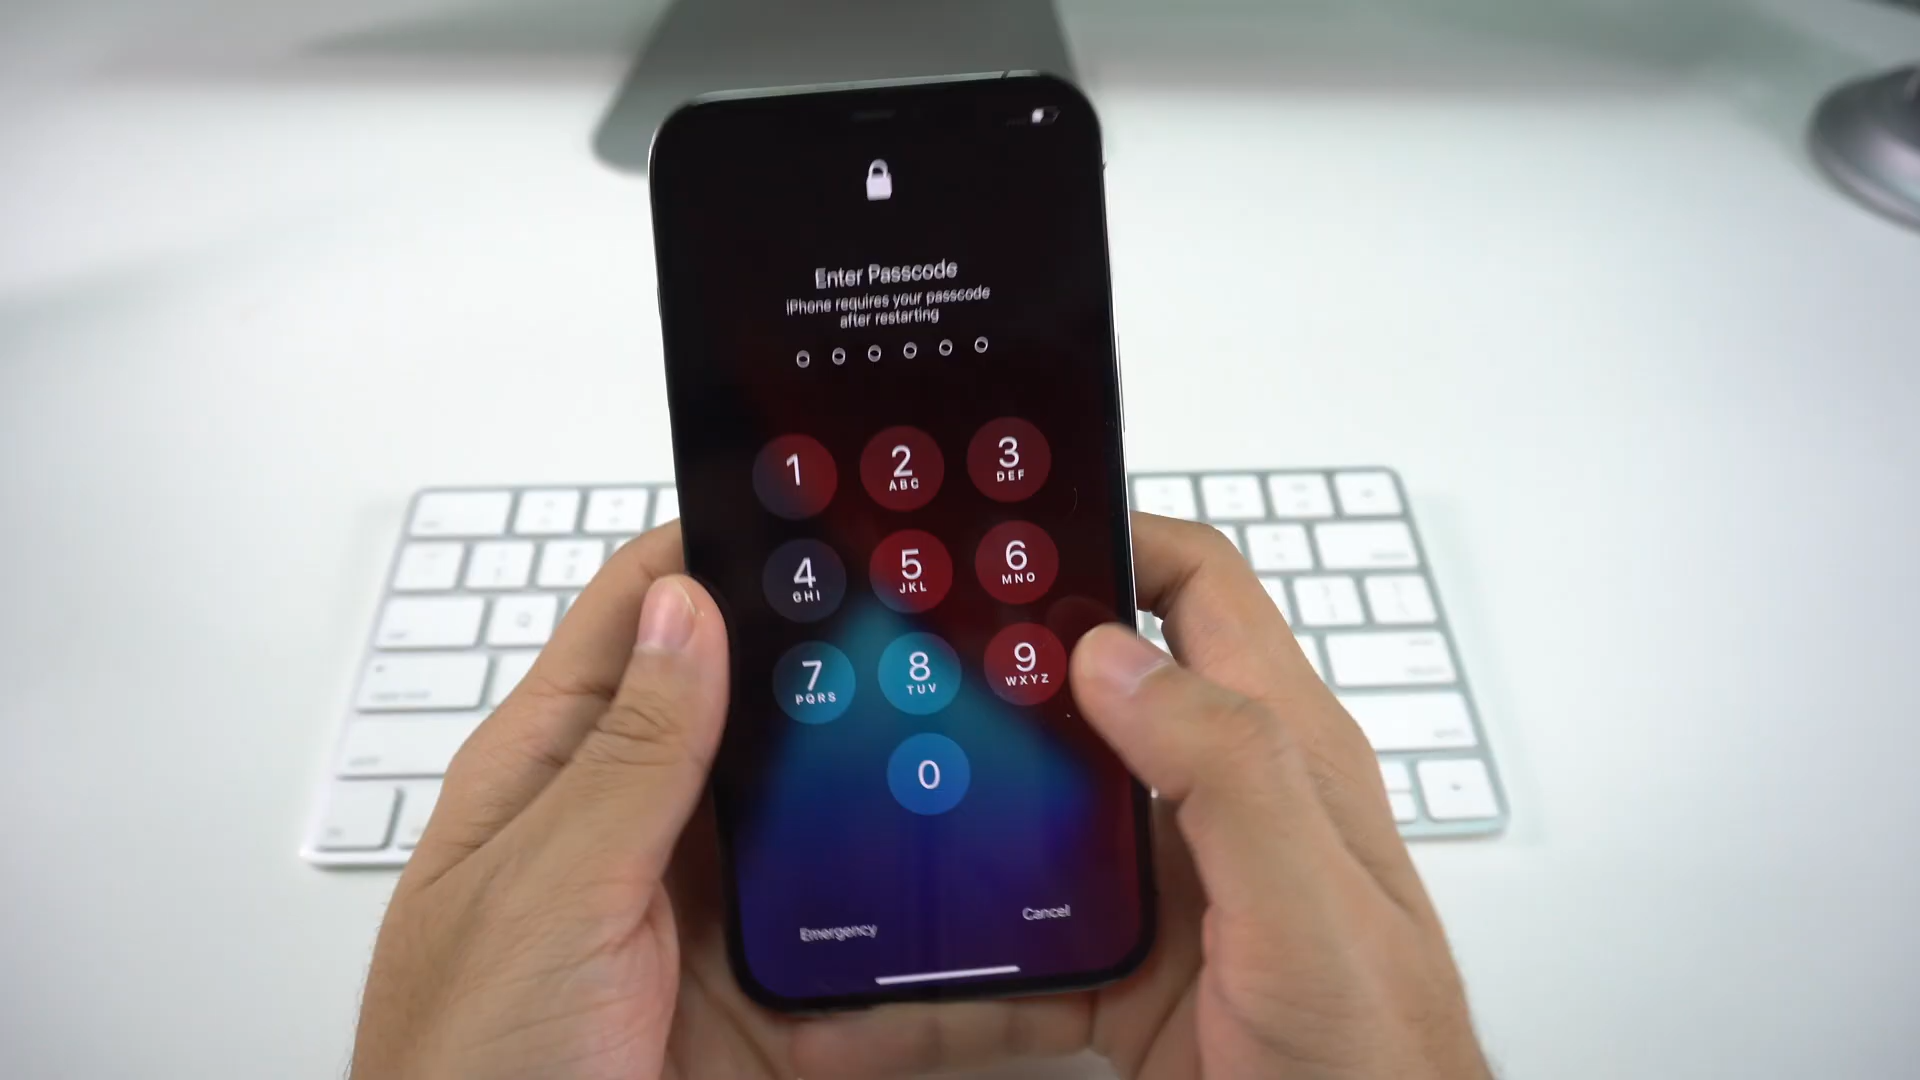 Enter Passcode
iPhone requires your passcode
after restarting
1
2
ABC
3
DEF
4
GHI
5
JKL
6
MNO
7
PQRS
8
TUV
9
WXYZ
0
Emergency
Cancel
Q